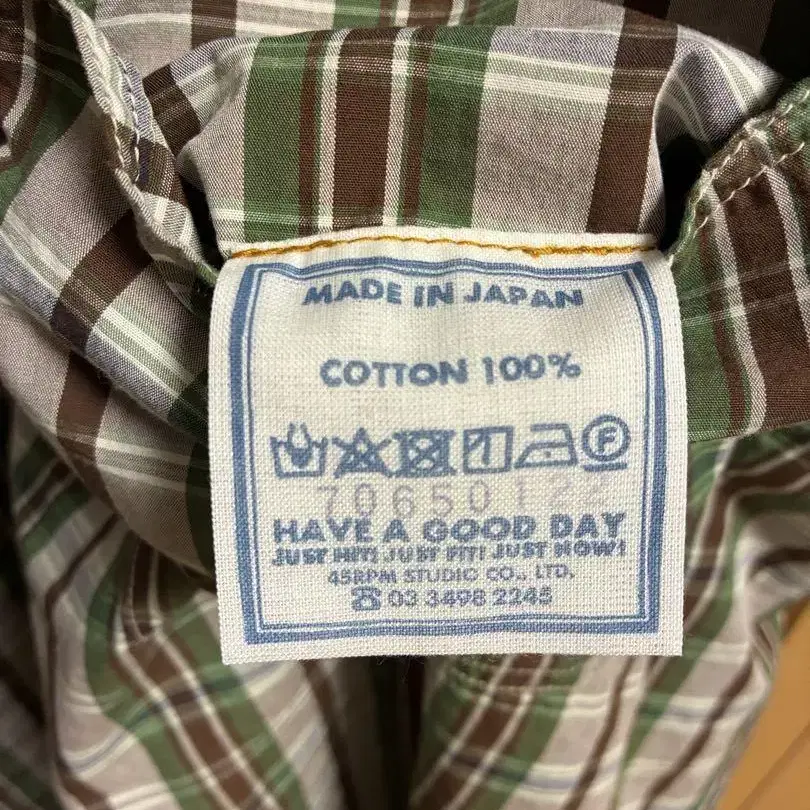 MADE IN JAPAN
COTTON 100%
F
70650122
HAVE A GOOD DAY
JUST HIT! JUST FIT! JUST NOW!
45RPM STUDIO CO., LTD.
☎ 03 3498 2245